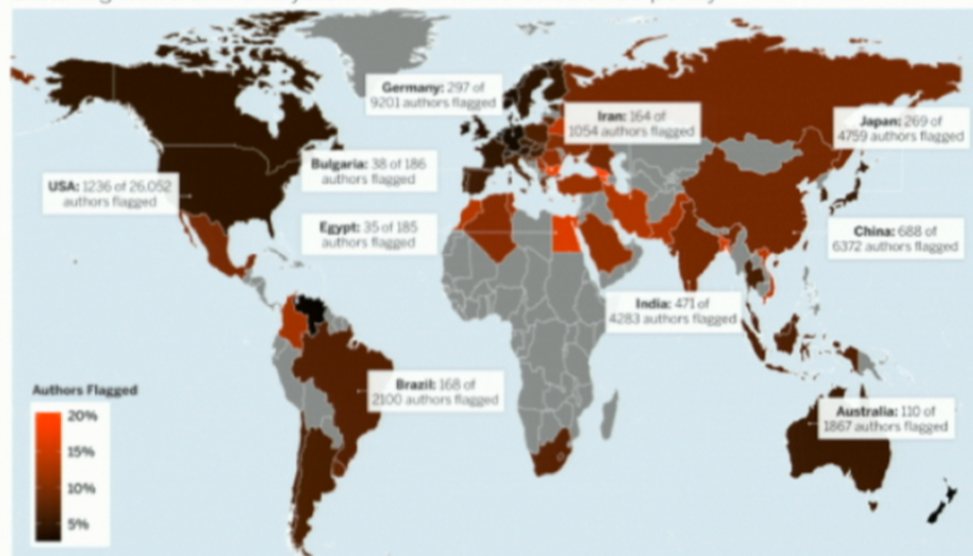 Germany: 297 of
9201 authors flagged
Iran: 164 of
1054 authors flagged
Japan: 269 of
4759 authors flagged
Bulgaria: 38 of 186
authors flagged
USA: 1236 of 26,052
authors flagged
Egypt: 35 of 185
authors flagged
China: 688 of
6372 authors flagged
India: 471 of
4283 authors flagged
Brazil: 168 of
2100 authors flagged
Australia: 110 of
1867 authors flagged
Authors Flagged
20%
15%
10%
5%